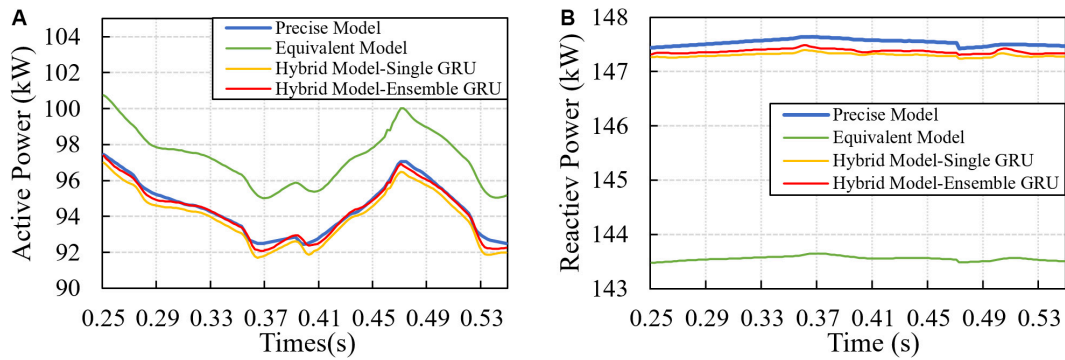 A
Active Power (kW)
104
102
100
98
96
94
92
90
0.25 0.29 0.33 0.37 0.41 0.45 0.49 0.53
Times(s)
Precise Model
Equivalent Model
Hybrid Model-Single GRU
Hybrid Model-Ensemble GRU
B
Reactiev Power (kW)
148
147
146
145
144
143
0.25 0.29 0.33 0.37 0.41 0.45 0.49 0.53
Time (s)
Precise Model
Equivalent Model
Hybrid Model-Single GRU
Hybrid Model-Ensemble GRU